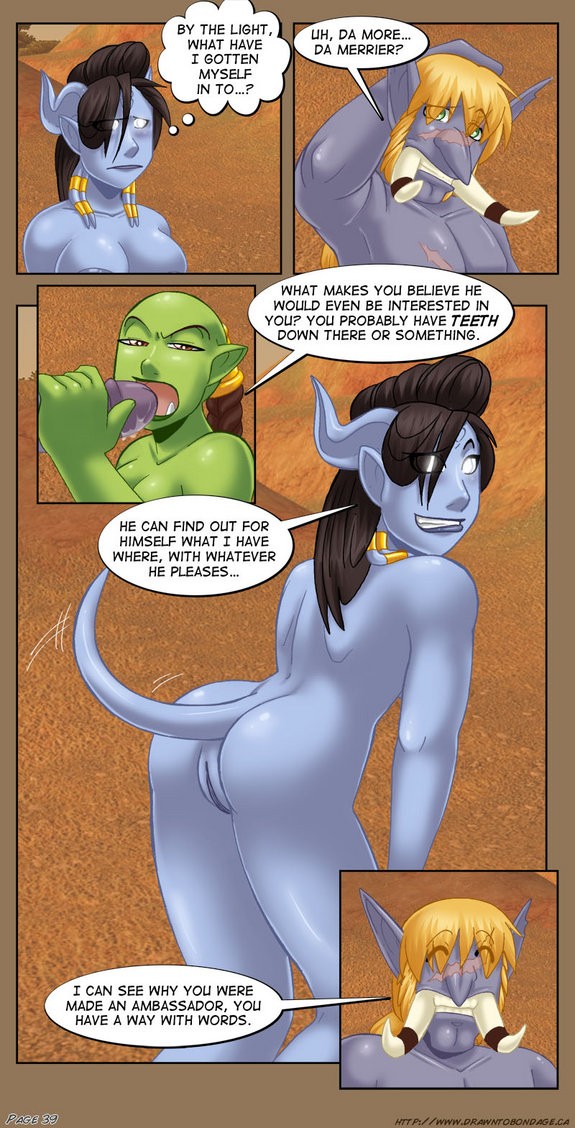 BY THE LIGHT,
WHAT HAVE
I GOTTEN
MYSELF
IN TO...?
UH, DA MORE...
DA MERRIER?
WHAT MAKES YOU BELIEVE HE
WOULD EVEN BE INTERESTED IN
YOU? YOU PROBABLY HAVE TEETH
DOWN THERE OR SOMETHING.
HE CAN FIND OUT FOR
HIMSELF WHAT I HAVE
WHERE, WITH WHATEVER
HE PLEASES...
I CAN SEE WHY YOU WERE
MADE AN AMBASSADOR, YOU
HAVE A WAY WITH WORDS.
PAGE 39
HTTP://WWW.DRAWNTOBONDAGE.CA